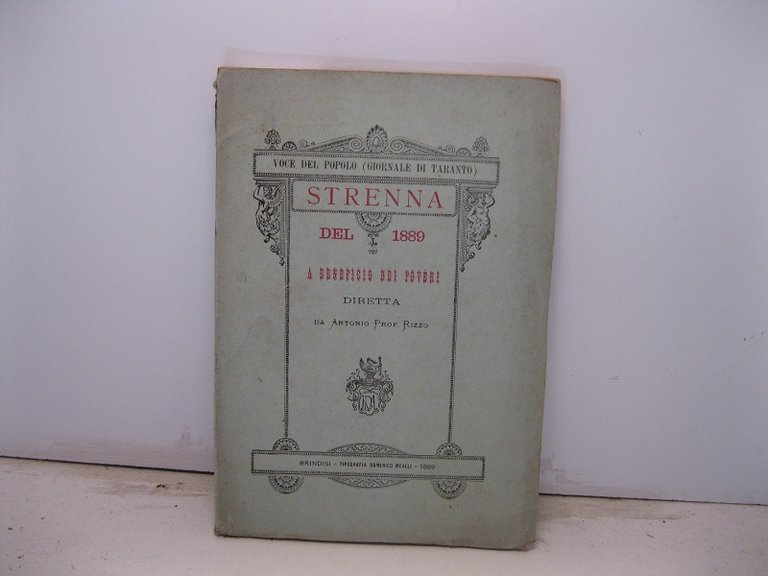 VOCE DEL POPOLO (GIORNALE DI TARANTO)
STRENNA
DEL 1889
A BENEFICIO DEI POVERI
DIRETTA
DA ANTONIO PROF. RIZZO
BRINDISI - TIPOGRAFIA DOMENICO MEALLI - 1889